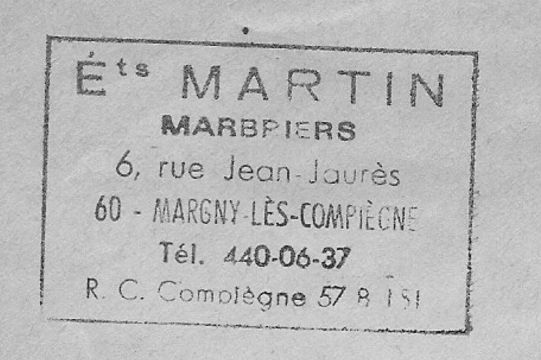 Éts MARTIN
MARBRIERS
6, rue Jean-Jaurès
60 - MARGNY-LÈS-COMPIÈGNE
Tél. 440-06-37
R. C. Compiègne 57 B 151